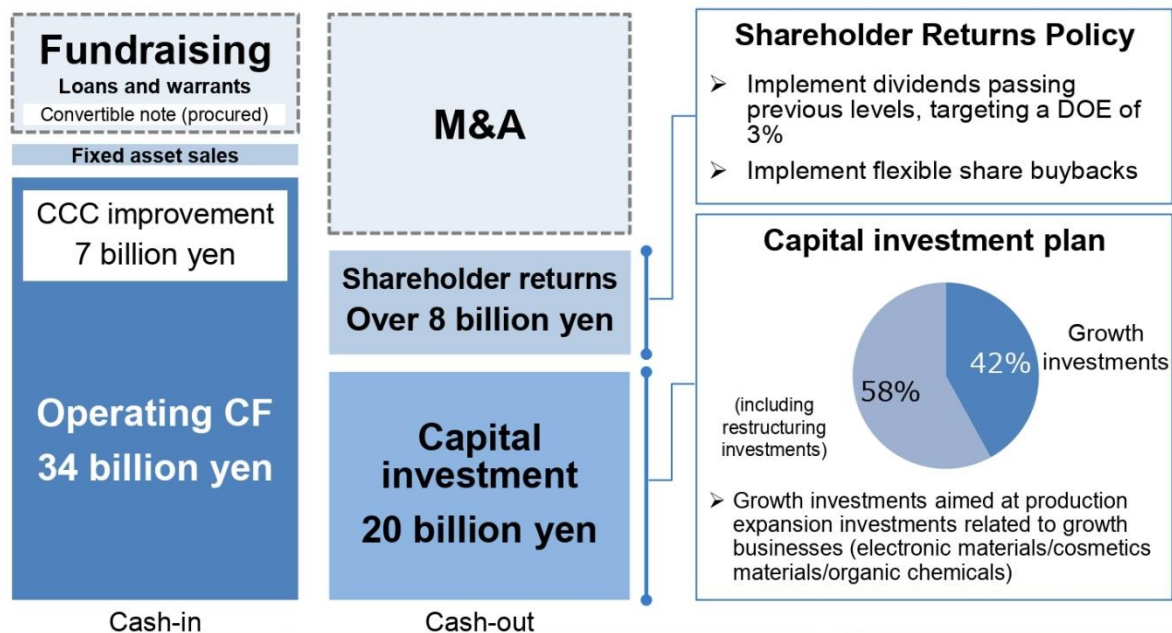 Fundraising
Loans and warrants
Convertible note (procured)
Fixed asset sales
CCC improvement
7 billion yen
Operating CF
34 billion yen
Cash-in
M&A
Shareholder returns
Over 8 billion yen
Capital
investment
20 billion yen
Cash-out
Shareholder Returns Policy
➢ Implement dividends passing
previous levels, targeting a DOE of
3%
➢ Implement flexible share buybacks
Capital investment plan
Growth
investments
42%
58%
(including
restructuring
investments)
➢ Growth investments aimed at production
expansion investments related to growth
businesses (electronic materials/cosmetics
materials/organic chemicals)